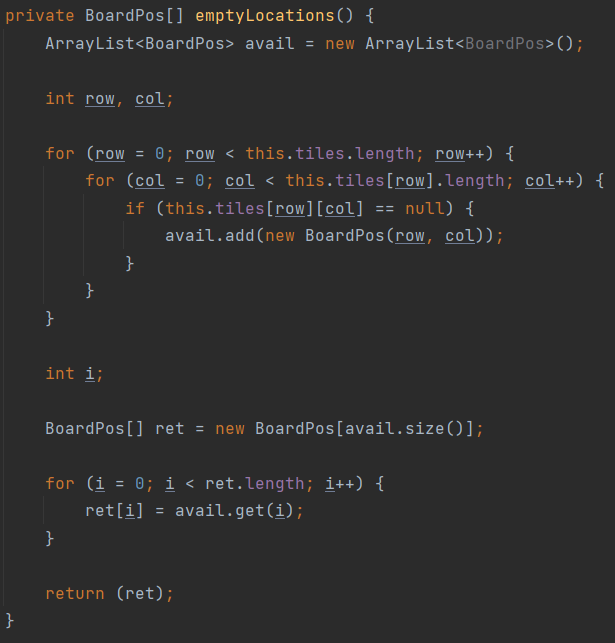 private BoardPos[] emptyLocations() {
    ArrayList<BoardPos> avail = new ArrayList<BoardPos>();
    int row, col;
    for (row = 0; row < this.tiles.length; row++) {
        for (col = 0; col < this.tiles[row].length; col++) {
            if (this.tiles[row][col] == null) {
                avail.add(new BoardPos(row, col));
            }
        }
    }
    int i;
    BoardPos[] ret = new BoardPos[avail.size()];
    for (i = 0; i < ret.length; i++) {
        ret[i] = avail.get(i);
    }
    return (ret);
}